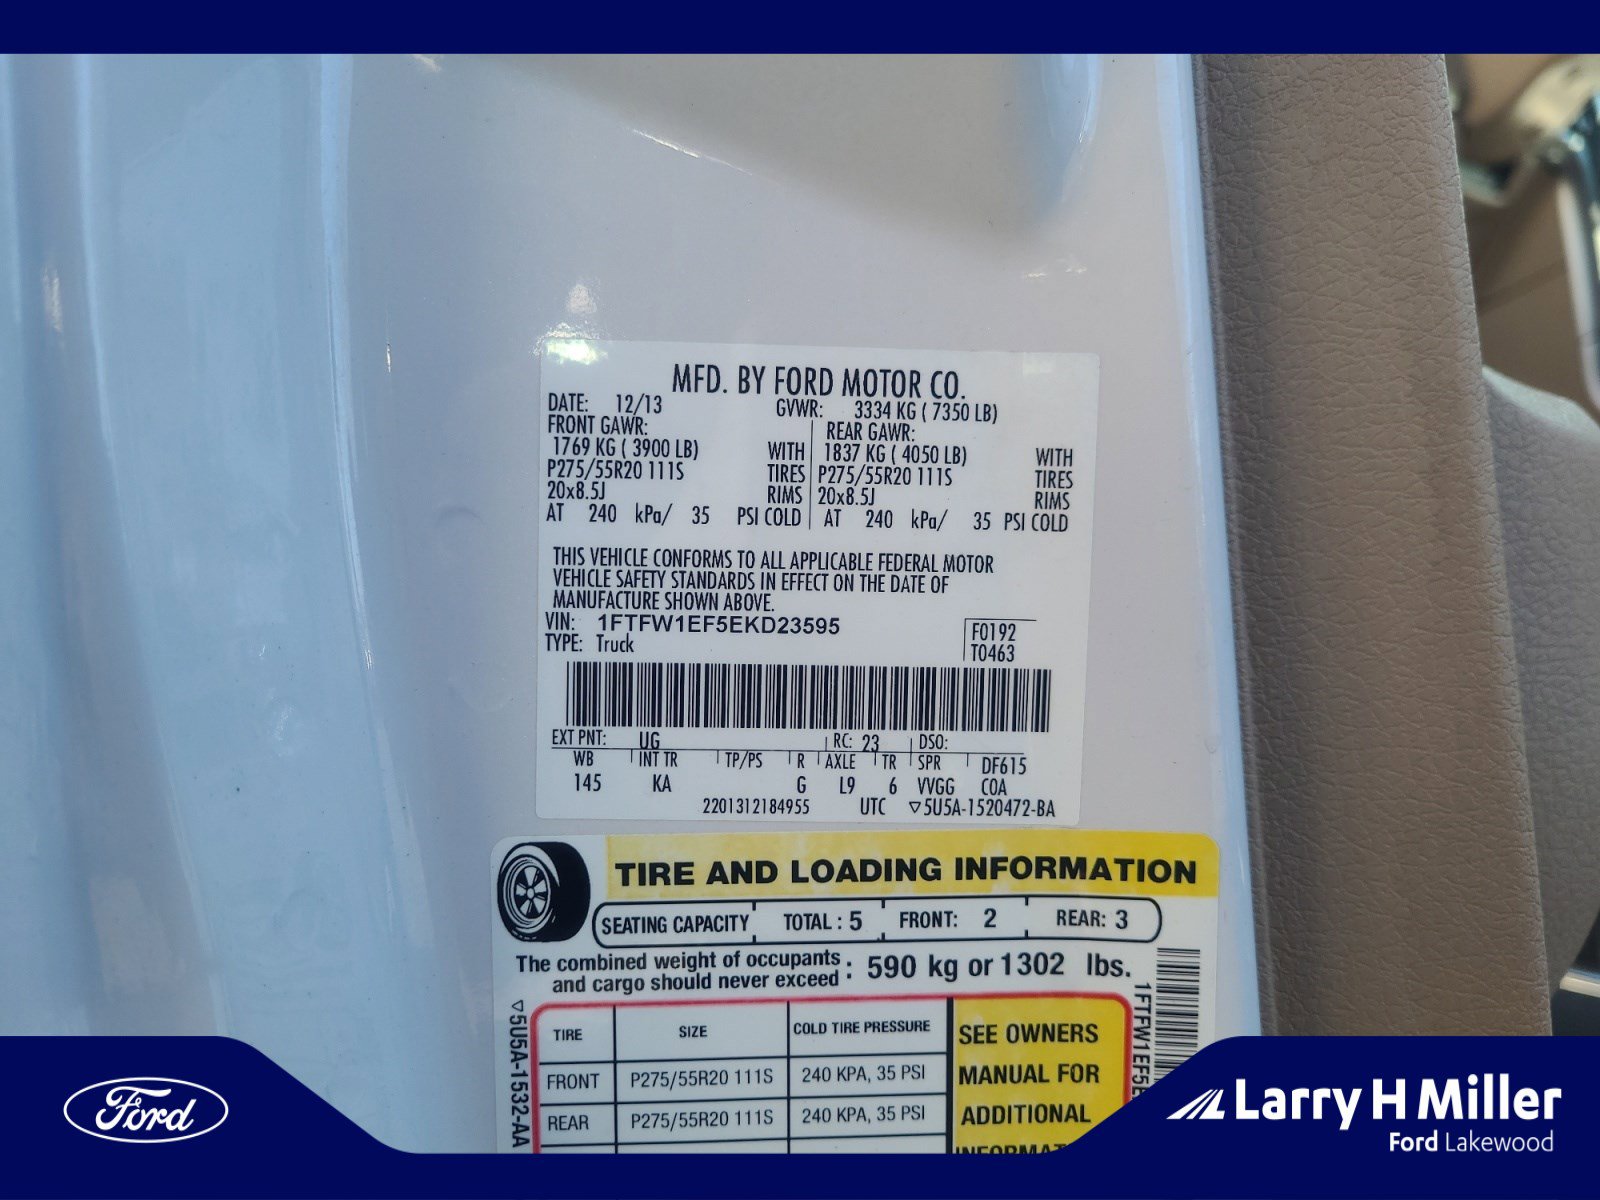 MFD. BY FORD MOTOR CO.
DATE: 12/13 GVWR: 3334 KG ( 7350 LB)
FRONT GAWR: REAR GAWR:
1769 KG ( 3900 LB) WITH 1837 KG ( 4050 LB) WITH
P275/55R20 111S TIRES P275/55R20 111S TIRES
20x8.5J RIMS 20x8.5J RIMS
AT 240 kPa/ 35 PSI COLD AT 240 kPa/ 35 PSI COLD
THIS VEHICLE CONFORMS TO ALL APPLICABLE FEDERAL MOTOR
VEHICLE SAFETY STANDARDS IN EFFECT ON THE DATE OF
MANUFACTURE SHOWN ABOVE.
VIN: 1FTFW1EF5EKD23595 F0192
TYPE: Truck T0463
EXT PNT: UG RC: 23 DSO:
WB INT TR TP/PS R AXLE TR SPR DF615
145 KA G L9 6 VVGG COA
2201312184955 UTC ▽5U5A-1520472-BA
TIRE AND LOADING INFORMATION
SEATING CAPACITY TOTAL : 5 FRONT: 2 REAR: 3
The combined weight of occupants
and cargo should never exceed : 590 kg or 1302 lbs.
TIRE SIZE COLD TIRE PRESSURE
FRONT P275/55R20 111S 240 KPA, 35 PSI
REAR P275/55R20 111S 240 KPA, 35 PSI
SEE OWNERS
MANUAL FOR
ADDITIONAL
▽5U5A-1532-AA
1FTFW1EF5
Ford
Larry H Miller
Ford Lakewood